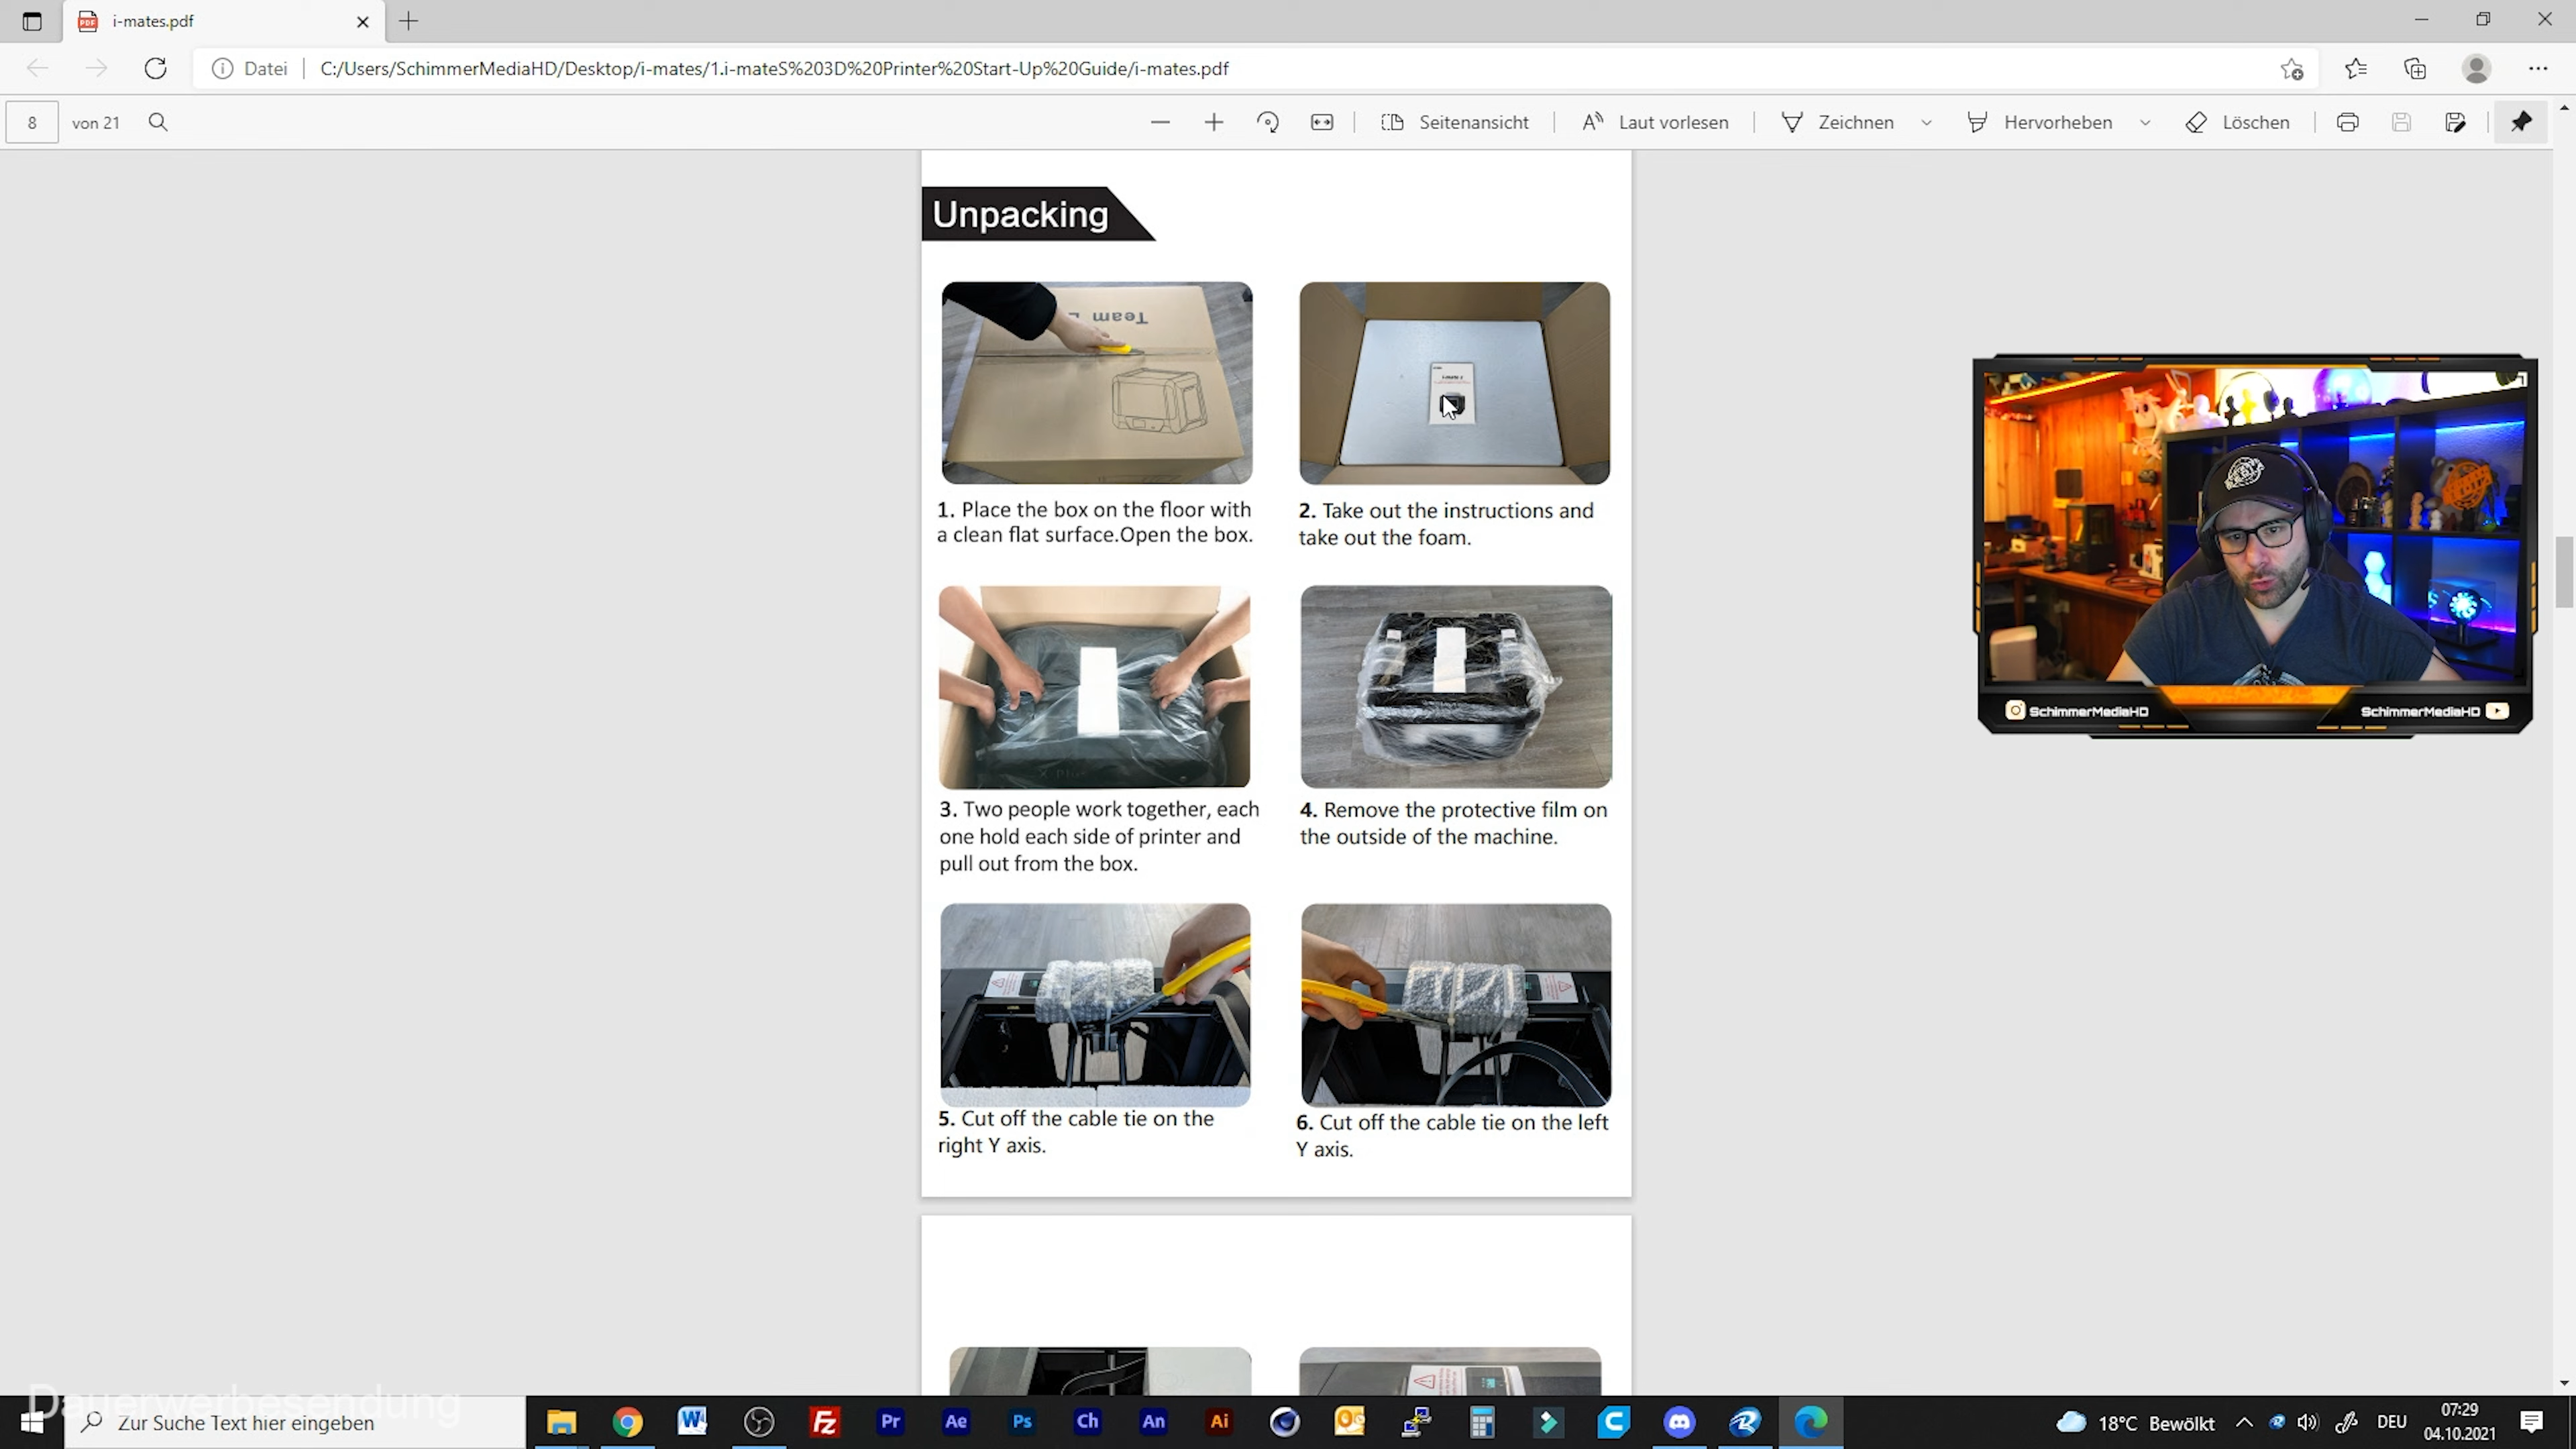 i-mates.pdf
Datei
C:/Users/SchimmerMediaHD/Desktop/i-mates/1.i-mateS%203D%20Printer%20Start-Up%20Guide/i-mates.pdf
8 von 21
Seitenansicht
Laut vorlesen
Zeichnen
Hervorheben
Löschen
Unpacking
Team
1. Place the box on the floor with
a clean flat surface.Open the box.
2. Take out the instructions and
take out the foam.
3. Two people work together, each
one hold each side of printer and
pull out from the box.
4. Remove the protective film on
the outside of the machine.
5. Cut off the cable tie on the
right Y axis.
6. Cut off the cable tie on the left
Y axis.
SchimmerMediaHD
SchimmerMediaHD
Dauerwerbesendung
Zur Suche Text hier eingeben
Fz
Pr
Ae
Ps
Ch
An
Ai
18°C Bewölkt
DEU
07:29
04.10.2021